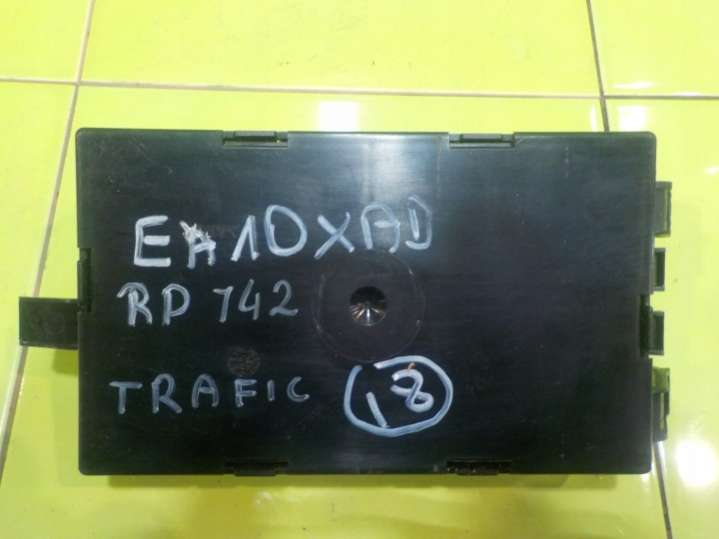 EA10XAD
RP 742
TRAFIC 18